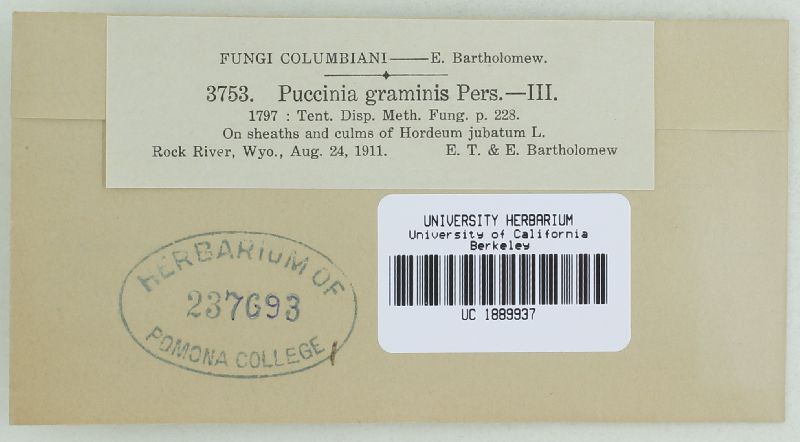 FUNGI COLUMBIANI——E. Bartholomew.
3753. Puccinia graminis Pers.—III.
1797 : Tent. Disp. Meth. Fung. p. 228.
On sheaths and culms of Hordeum jubatum L.
Rock River, Wyo., Aug. 24, 1911. E. T. & E. Bartholomew
UNIVERSITY HERBARIUM
University of California
Berkeley
UC 1889937
HERBARIUM OF
237693
POMONA COLLEGE